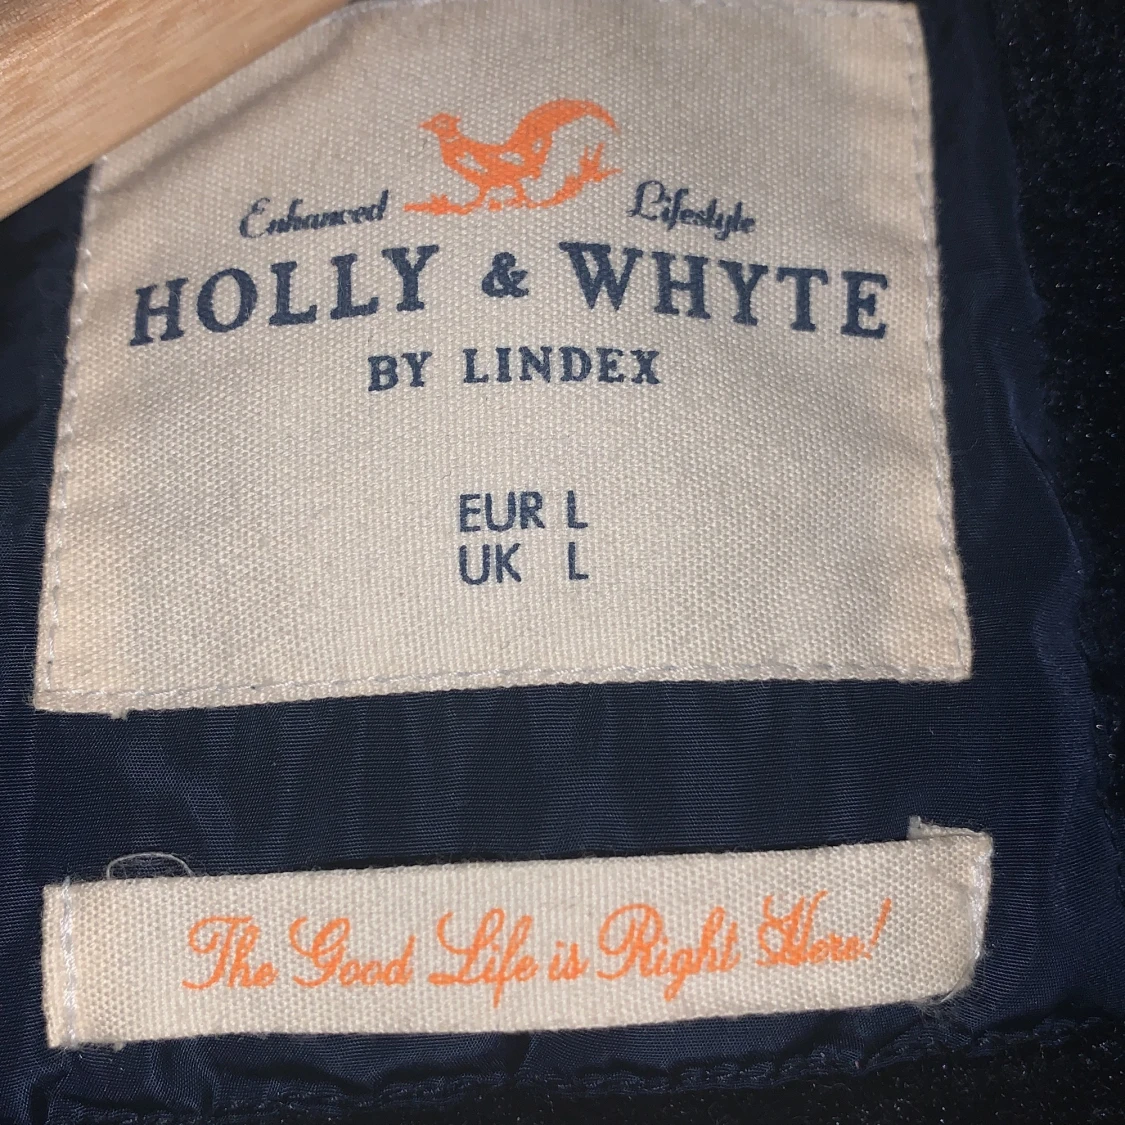 Enhanced Lifestyle
HOLLY & WHYTE
BY LINDEX
EUR L
UK L
The Good Life is Right Here!